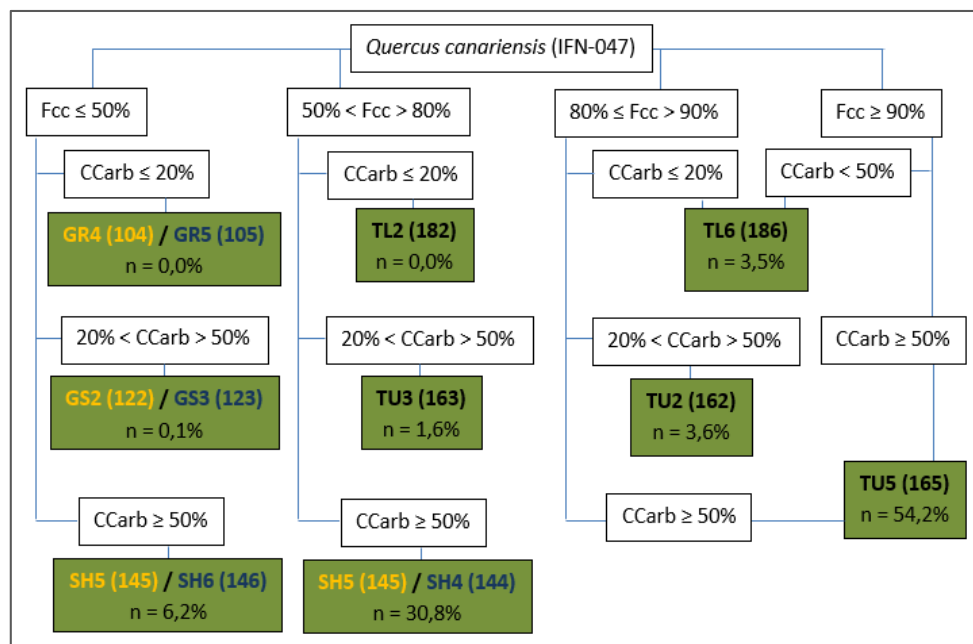 Quercus canariensis (IFN-047)
Fcc ≤ 50%
50% < Fcc > 80%
80% ≤ Fcc > 90%
Fcc ≥ 90%
CCarb ≤ 20%
CCarb ≤ 20%
CCarb ≤ 20%
CCarb < 50%
GR4 (104) / GR5 (105)
n = 0,0%
TL2 (182)
n = 0,0%
TL6 (186)
n = 3,5%
20% < CCarb > 50%
20% < CCarb > 50%
20% < CCarb > 50%
CCarb ≥ 50%
GS2 (122) / GS3 (123)
n = 0,1%
TU3 (163)
n = 1,6%
TU2 (162)
n = 3,6%
TU5 (165)
n = 54,2%
CCarb ≥ 50%
CCarb ≥ 50%
CCarb ≥ 50%
SH5 (145) / SH6 (146)
n = 6,2%
SH5 (145) / SH4 (144)
n = 30,8%